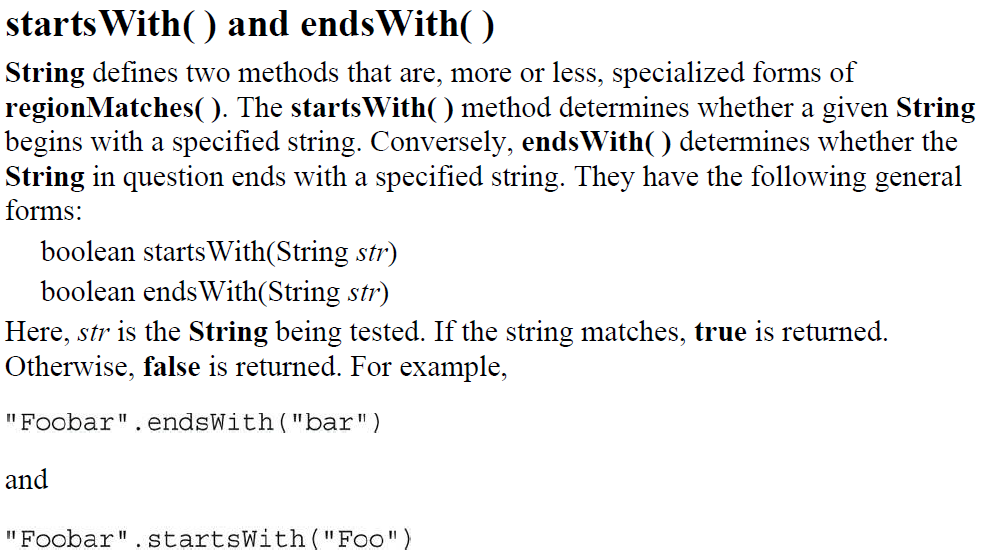 startsWith( ) and endsWith( )
String defines two methods that are, more or less, specialized forms of
regionMatches( ). The startsWith( ) method determines whether a given String
begins with a specified string. Conversely, endsWith( ) determines whether the
String in question ends with a specified string. They have the following general
forms:
boolean startsWith(String str)
boolean endsWith(String str)
Here, str is the String being tested. If the string matches, true is returned.
Otherwise, false is returned. For example,
"Foobar".endsWith("bar")
and
"Foobar".startsWith("Foo")